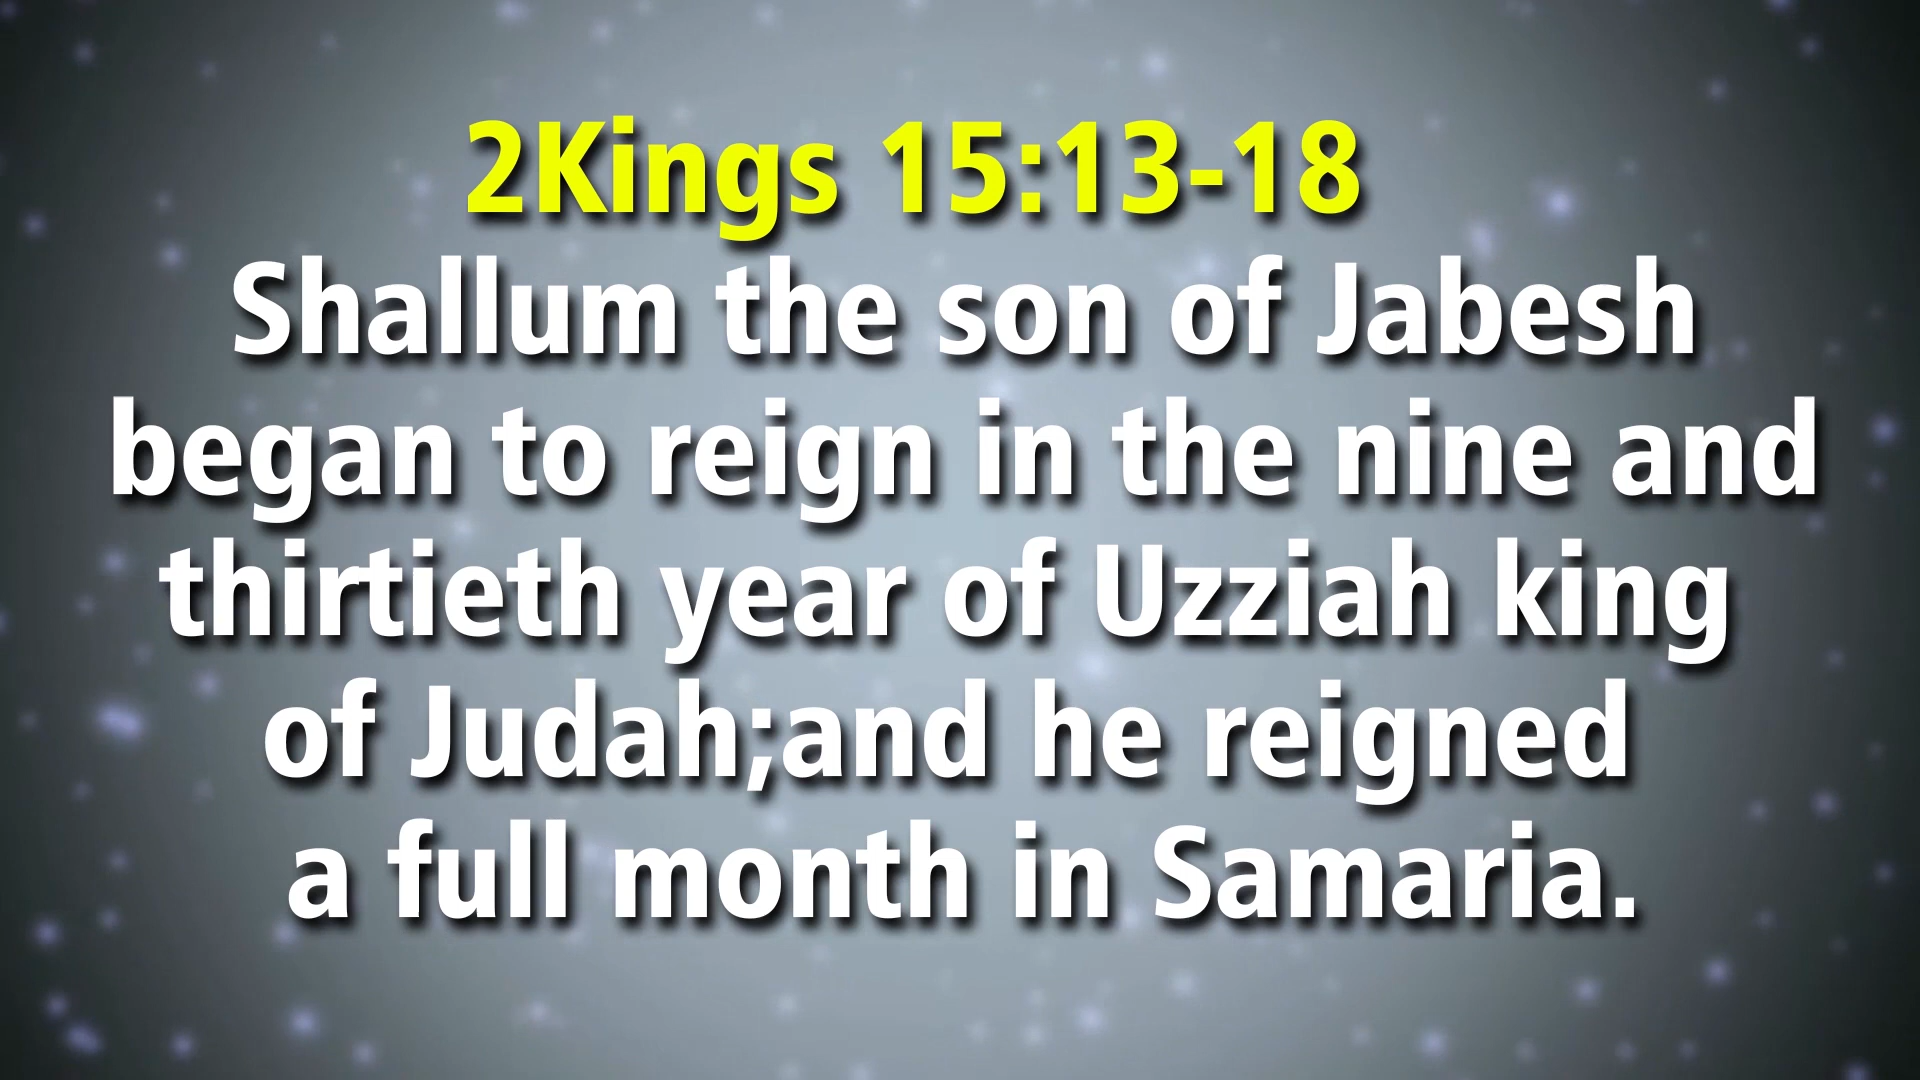 2Kings 15:13-18
Shallum the son of Jabesh
began to reign in the nine and
thirtieth year of Uzziah king
of Judah;and he reigned
a full month in Samaria.